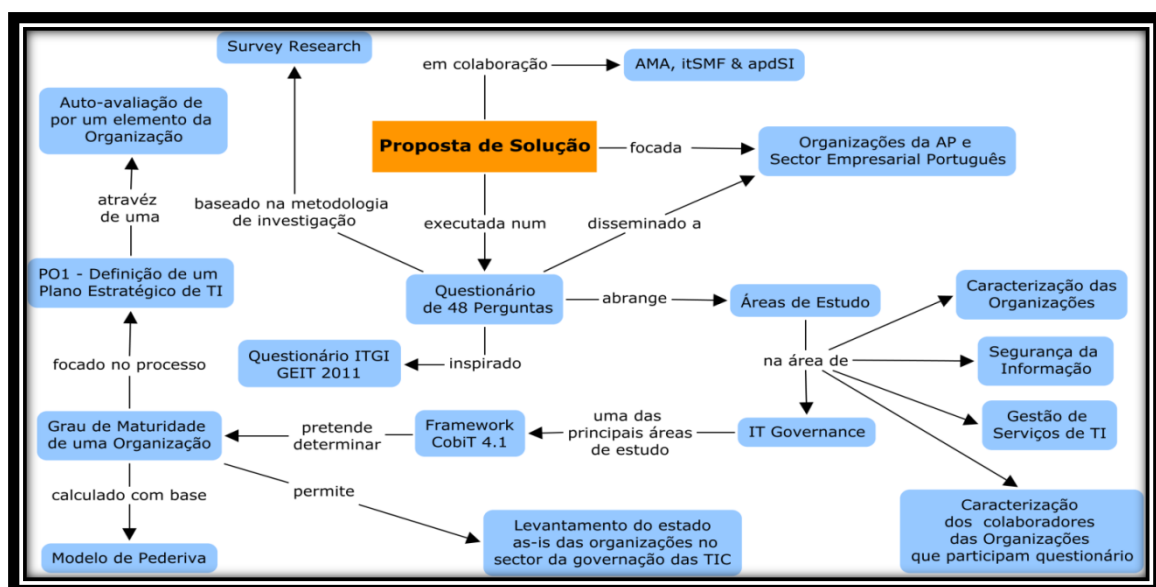 Survey Research
em colaboração
AMA, itSMF & apdSI
Auto-avaliação de
por um elemento da
Organização
Proposta de Solução
focada
Organizações da AP e
Sector Empresarial Português
atravéz
de uma
baseado na metodologia
de investigação
executada num
disseminado a
PO1 - Definição de um
Plano Estratégico de TI
Questionário
de 48 Perguntas
abrange
Áreas de Estudo
Caracterização das
Organizações
focado no processo
Questionário ITGI
GEIT 2011
inspirado
na área de
Segurança da
Informação
Grau de Maturidade
de uma Organização
pretende
determinar
Framework
CobiT 4.1
uma das
principais áreas
de estudo
IT Governance
Gestão de
Serviços de TI
calculado com base
permite
Modelo de Pederiva
Levantamento do estado
as-is das organizações no
sector da governação das TIC
Caracterização
dos colaboradores
das Organizações
que participam questionário